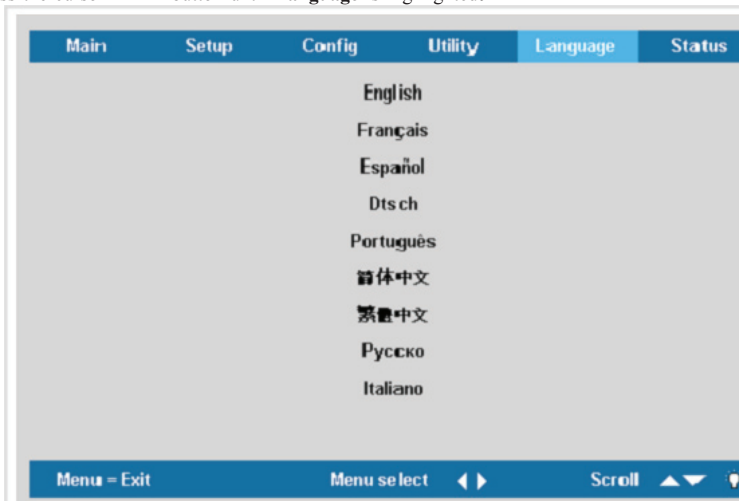 Main Setup Config Utility Language Status
English
Français
Español
Dtsch
Português
简体中文
繁體中文
Русско
Italiano
Menu = Exit Menu select Scroll